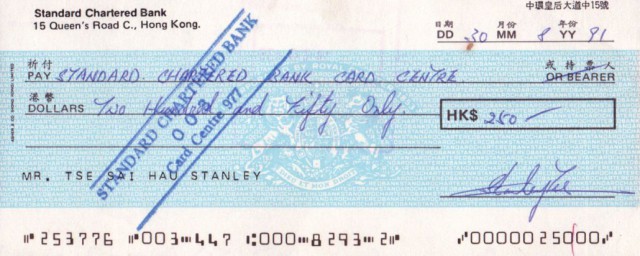 Standard Chartered Bank
15 Queen's Road C., Hong Kong.
中環皇后大道中15號
日期 月份 年份
DD 30 MM 8 YY 91
祈付
PAY STANDARD CHARTERED BANK CARD CENTRE
或持票人
OR BEARER
港幣
DOLLARS Two Hundred and Fifty Only.
HK$ 250 —
STANDARD CHARTERED BANK
003
Card Centre 977
MR. TSE SAI HAU STANLEY
Stanley Tse
⑈253776 ⑈003⑉447 ⑆000⑉8293⑉2⑈ ⑇0000025000⑇